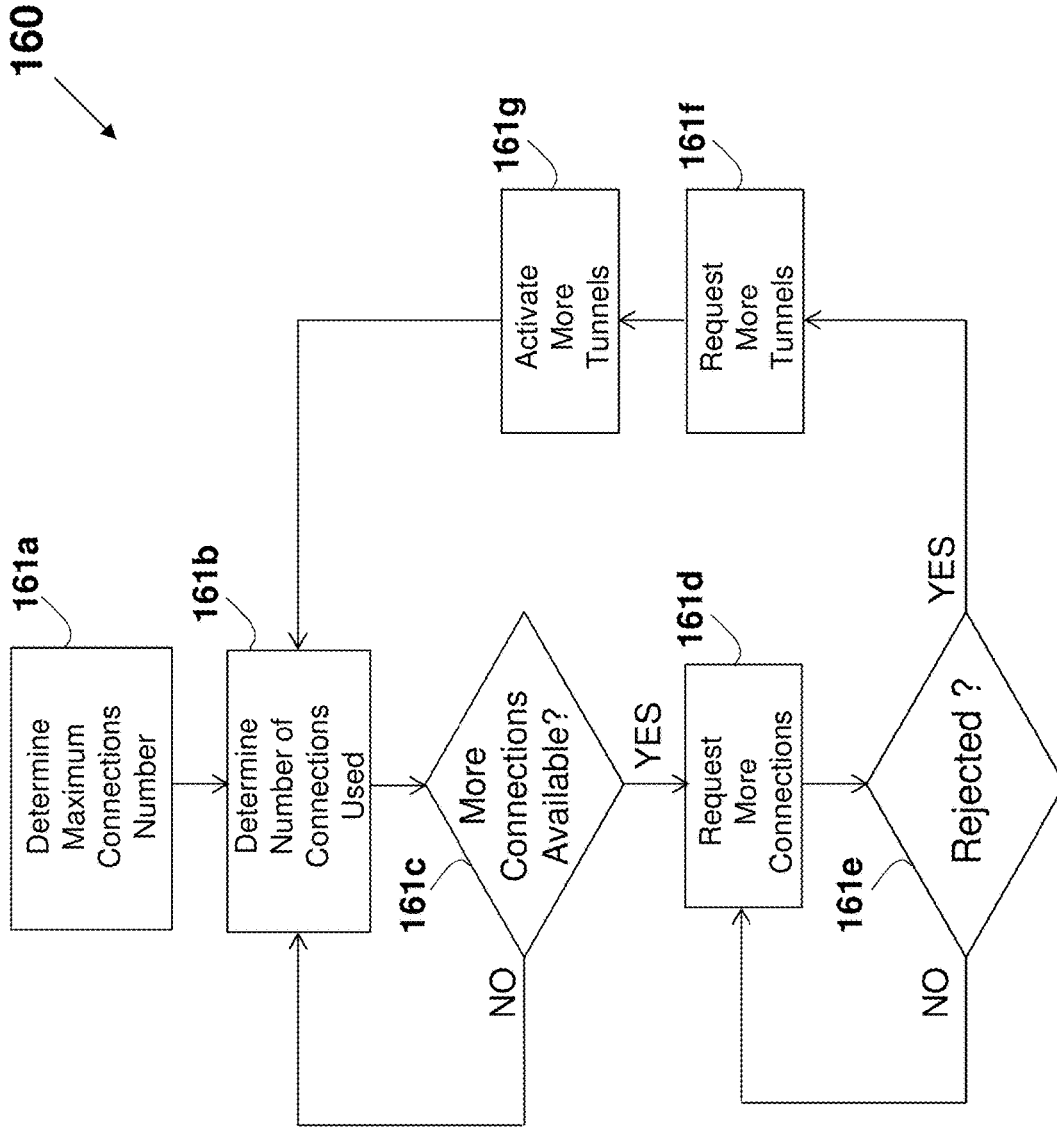 160
161a
Determine
Maximum
Connections
Number
161b
Determine
Number of
Connections
Used
161c
More
Connections
Available?
NO
YES
161d
Request
More
Connections
161e
Rejected ?
NO
YES
161f
Request
More
Tunnels
161g
Activate
More
Tunnels